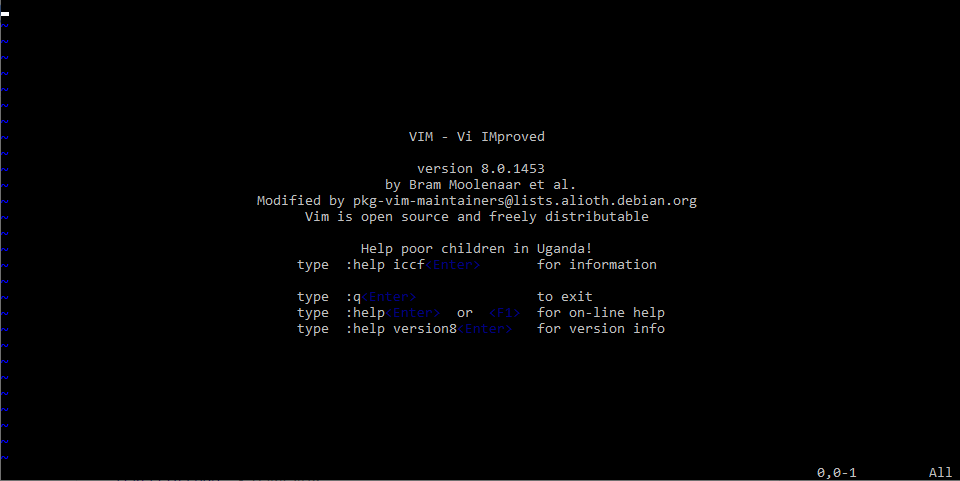 ~
~
~
~
~
~
~
~ VIM - Vi IMproved
~
~ version 8.0.1453
~ by Bram Moolenaar et al.
~ Modified by pkg-vim-maintainers@lists.alioth.debian.org
~ Vim is open source and freely distributable
~
~ Help poor children in Uganda!
~ type :help iccf<Enter> for information
~
~ type :q<Enter> to exit
~ type :help<Enter> or <F1> for on-line help
~ type :help version8<Enter> for version info
~
~
~
~
~
~
~
~
0,0-1 All